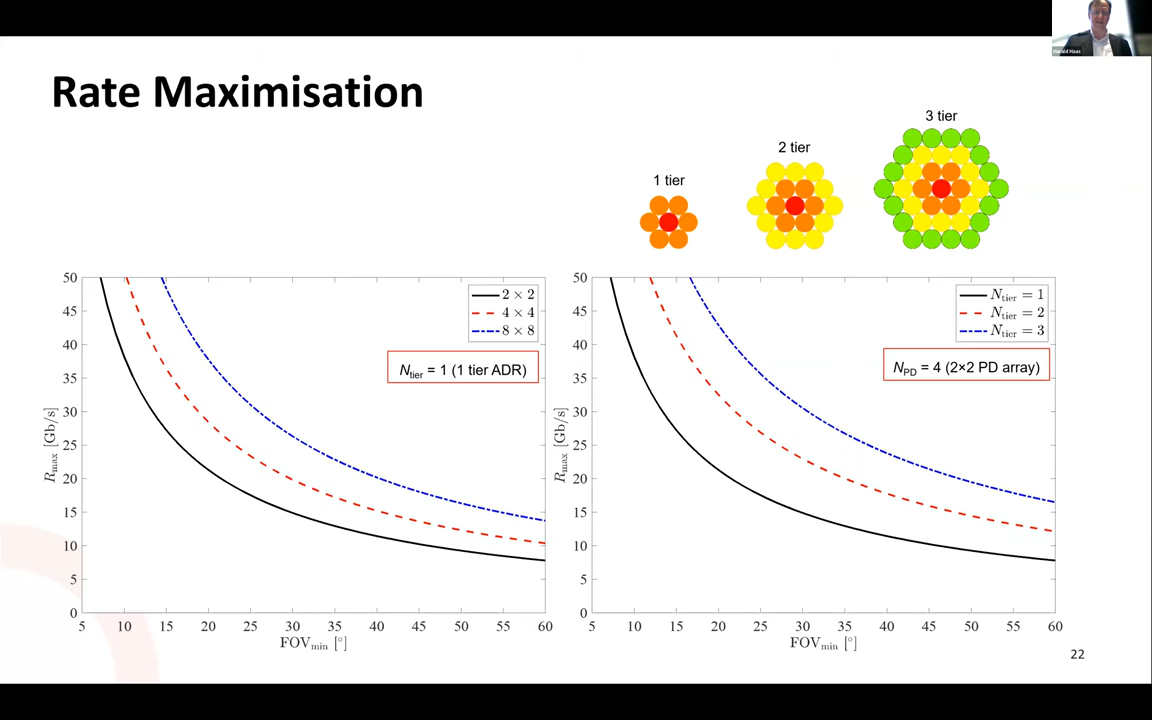 Harald Haas
Rate Maximisation
1 tier
2 tier
3 tier
50
45
40
35
30
25
20
15
10
5
0
R_max [Gb/s]
5 10 15 20 25 30 35 40 45 50 55 60
FOV_min [°]
2 × 2
4 × 4
8 × 8
N_tier = 1 (1 tier ADR)
50
45
40
35
30
25
20
15
10
5
0
R_max [Gb/s]
5 10 15 20 25 30 35 40 45 50 55 60
FOV_min [°]
N_tier = 1
N_tier = 2
N_tier = 3
N_PD = 4 (2×2 PD array)
22